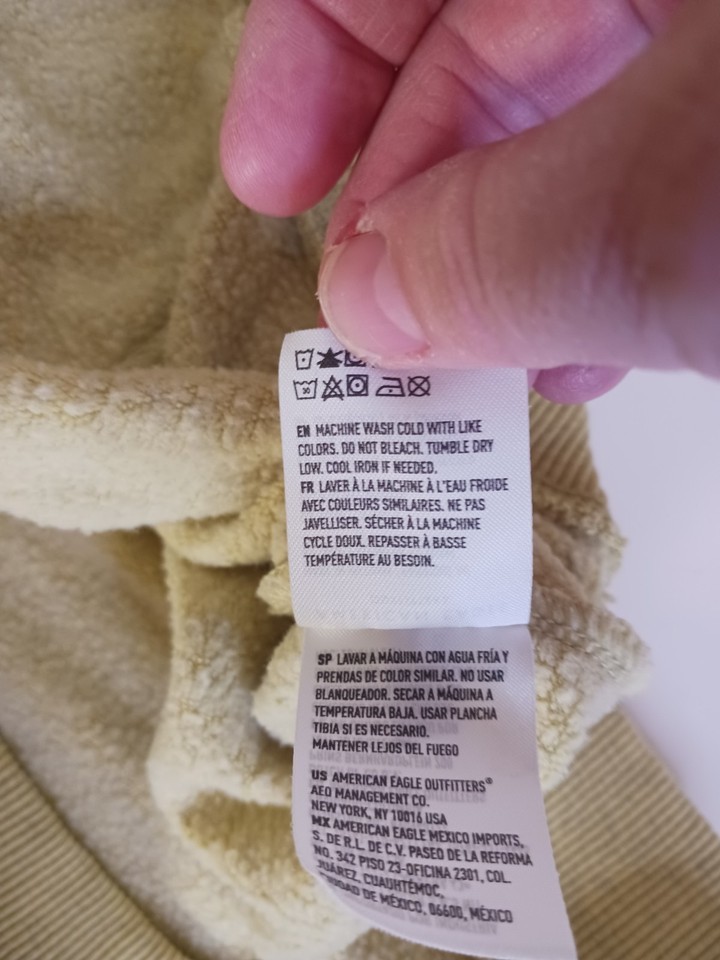 30
EN MACHINE WASH COLD WITH LIKE
COLORS. DO NOT BLEACH. TUMBLE DRY
LOW. COOL IRON IF NEEDED.
FR LAVER À LA MACHINE À L'EAU FROIDE
AVEC COULEURS SIMILAIRES. NE PAS
JAVELLISER. SÉCHER À LA MACHINE
CYCLE DOUX. REPASSER À BASSE
TEMPÉRATURE AU BESOIN.
SP LAVAR A MÁQUINA CON AGUA FRÍA Y
PRENDAS DE COLOR SIMILAR. NO USAR
BLANQUEADOR. SECAR A MÁQUINA A
TEMPERATURA BAJA. USAR PLANCHA
TIBIA SI ES NECESARIO.
MANTENER LEJOS DEL FUEGO
US AMERICAN EAGLE OUTFITTERS®
AEO MANAGEMENT CO.
NEW YORK, NY 10016 USA
MX AMERICAN EAGLE MEXICO IMPORTS,
S. DE R.L. DE C.V. PASEO DE LA REFORMA
NO. 342 PISO 23-OFICINA 2301, COL.
JUÁREZ, CUAUHTÉMOC,
CIUDAD DE MÉXICO, 06600, MÉXICO